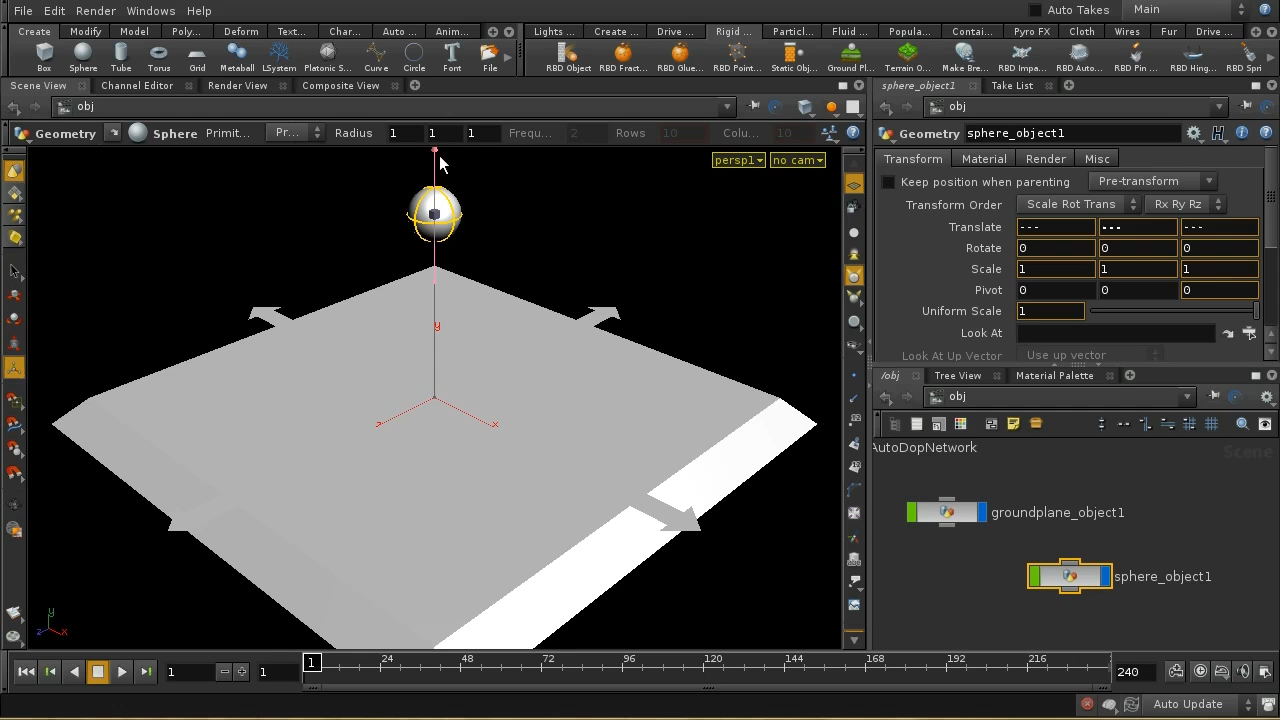 File Edit Render Windows Help Auto Takes Main
Create Modify Model Poly... Deform Text... Char... Auto ... Anim... Lights ... Create ... Drive ... Rigid ... Particl... Fluid ... Popula... Contai... Pyro FX Cloth Wires Fur Drive ...
Box Sphere Tube Torus Grid Metaball LSystem Platonic S... Curve Circle Font File RBD Object RBD Fract... RBD Glue... RBD Point... Static Obj... Ground Pl... Terrain O... Make Bre... RBD Impa... RBD Auto... RBD Pin ... RBD Hing... RBD Spri
Scene View Channel Editor Render View Composite View sphere_object1 Take List
obj obj
Geometry Sphere Primit... Pr... Radius 1 1 1 Frequ... 2 Rows 10 Colu... 10 Geometry sphere_object1
persp1 no cam
Transform Material Render Misc
Keep position when parenting Pre-transform
Transform Order Scale Rot Trans Rx Ry Rz
Translate --- --- ---
Rotate 0 0 0
Scale 1 1 1
Pivot 0 0 0
Uniform Scale 1
Look At
Look At Up Vector Use up vector
y
/obj Tree View Material Palette
obj
z x
AutoDopNetwork Scene
groundplane_object1
sphere_object1
y
z x
1 1 1 24 48 72 96 120 144 168 192 216 240
Auto Update